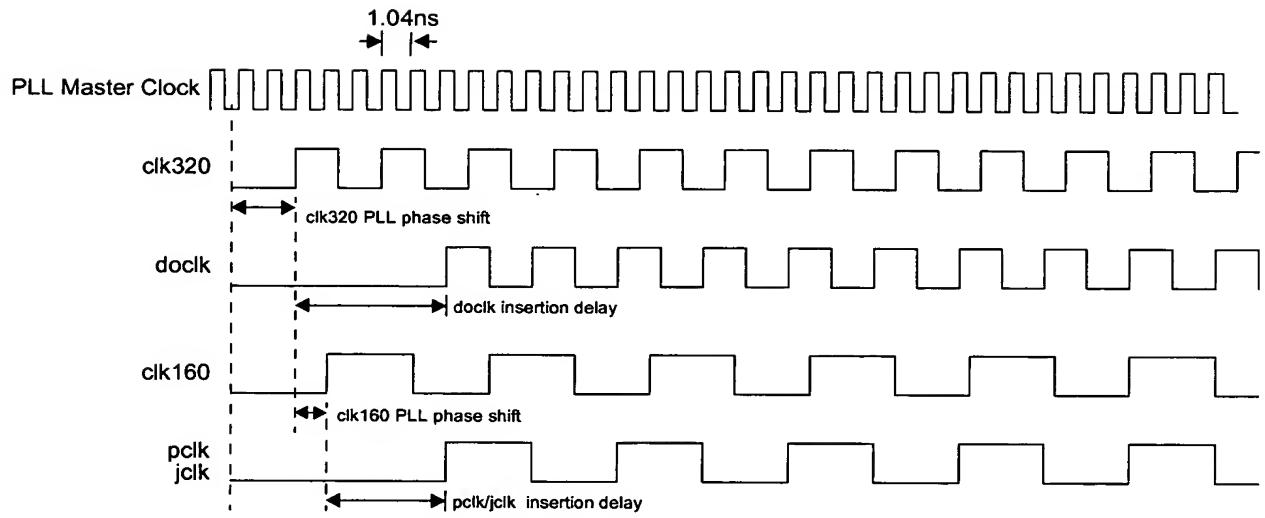 1.04ns
PLL Master Clock
clk320
clk320 PLL phase shift
doclk
doclk insertion delay
clk160
clk160 PLL phase shift
pclk
jclk
pclk/jclk insertion delay